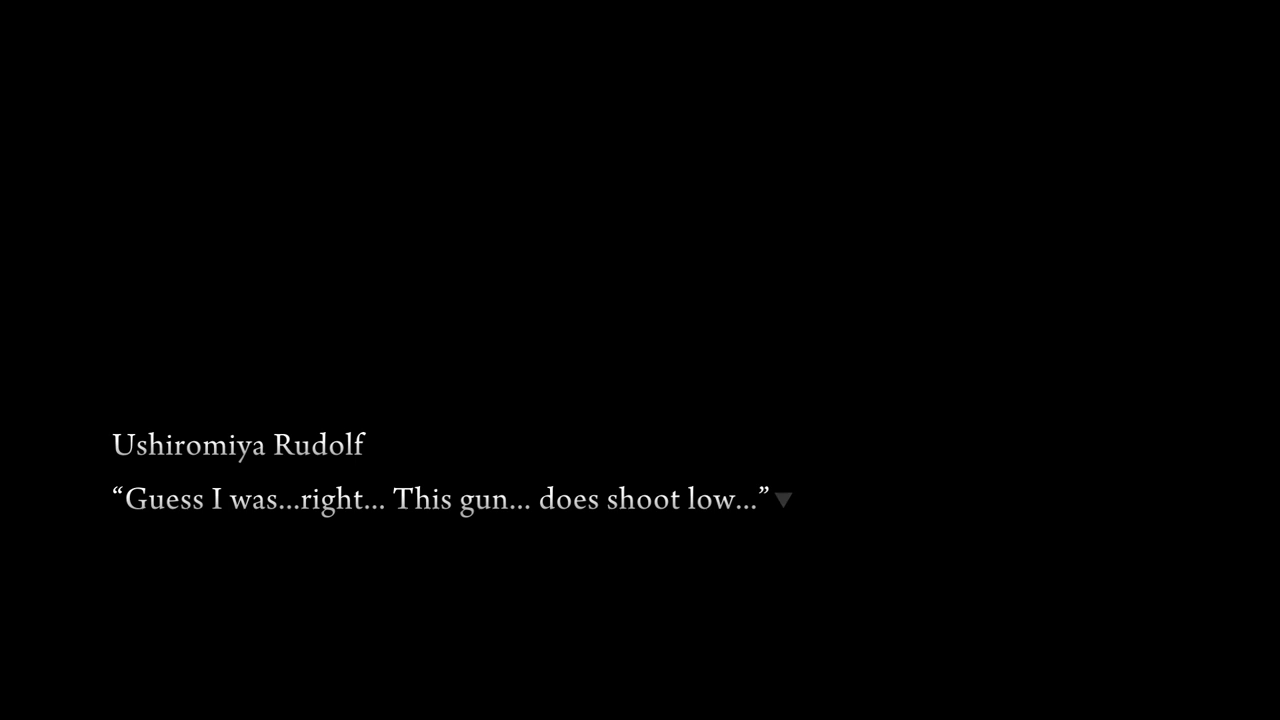 Ushiromiya Rudolf
“Guess I was...right... This gun... does shoot low...”